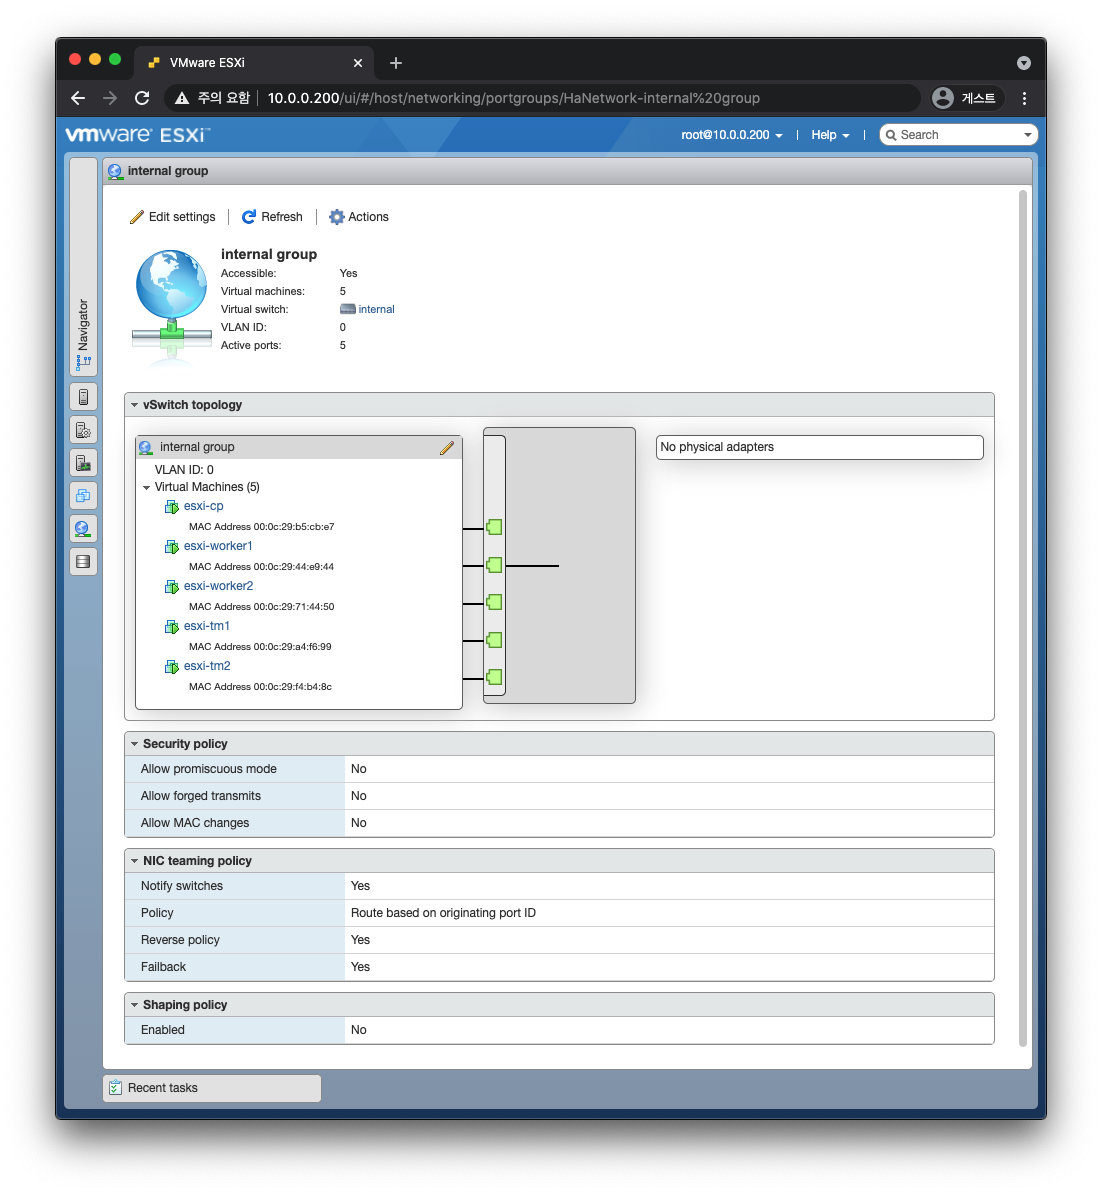 VMware ESXi
주의 요함 10.0.0.200/ui/#/host/networking/portgroups/HaNetwork-internal%20group 게스트
vmware ESXi™ root@10.0.0.200 | Help | Search
Navigator
internal group
Edit settings | Refresh | Actions
internal group
Accessible: Yes
Virtual machines: 5
Virtual switch: internal
VLAN ID: 0
Active ports: 5
vSwitch topology
internal group
VLAN ID: 0
Virtual Machines (5)
esxi-cp
MAC Address 00:0c:29:b5:cb:e7
esxi-worker1
MAC Address 00:0c:29:44:e9:44
esxi-worker2
MAC Address 00:0c:29:71:44:50
esxi-tm1
MAC Address 00:0c:29:a4:f6:99
esxi-tm2
MAC Address 00:0c:29:f4:b4:8c
No physical adapters
Security policy
Allow promiscuous mode No
Allow forged transmits No
Allow MAC changes No
NIC teaming policy
Notify switches Yes
Policy Route based on originating port ID
Reverse policy Yes
Failback Yes
Shaping policy
Enabled No
Recent tasks